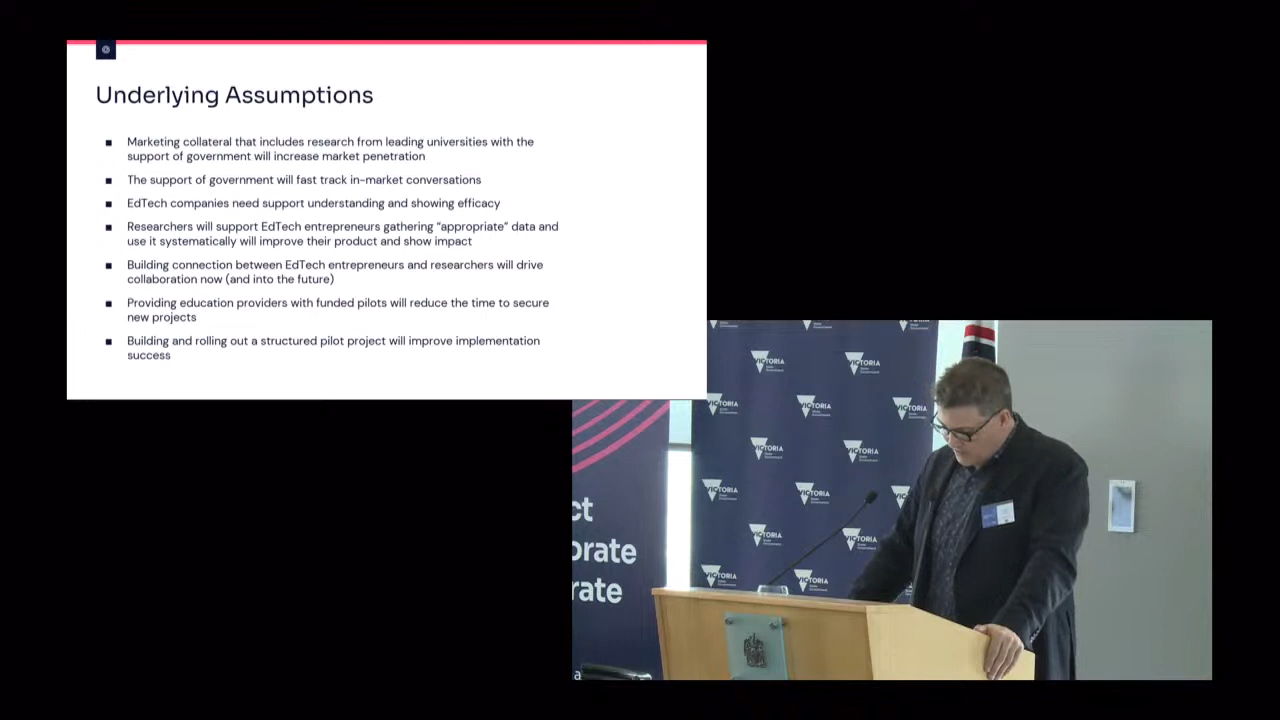 Underlying Assumptions
Marketing collateral that includes research from leading universities with the
support of government will increase market penetration
The support of government will fast track in-market conversations
EdTech companies need support understanding and showing efficacy
Researchers will support EdTech entrepreneurs gathering “appropriate” data and
use it systematically will improve their product and show impact
Building connection between EdTech entrepreneurs and researchers will drive
collaboration now (and into the future)
Providing education providers with funded pilots will reduce the time to secure
new projects
Building and rolling out a structured pilot project will improve implementation
success
ct
orate
rate
a
VICTORIA
State
Government